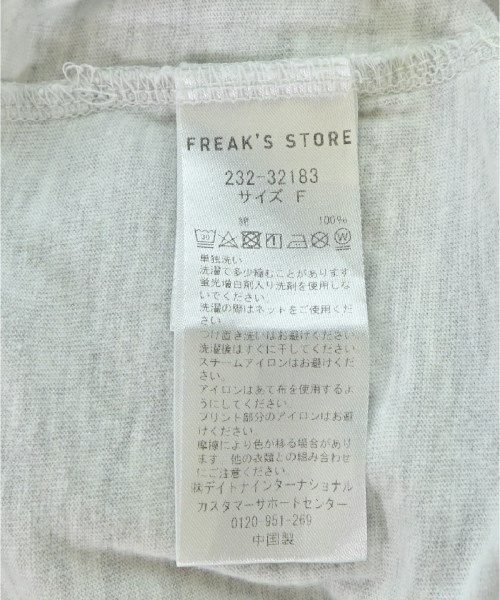 FREAK'S STORE
232-32183
サイズ F
綿 100%
単独洗い
洗濯で多少縮むことがあります
蛍光増白剤入り洗剤を使用しな
いでください.
洗濯の際はネットをご使用くだ
さい.
つけ置き洗いはお避けください.
洗濯後はすぐに干してください.
スチームアイロンはお避けくだ
さい.
アイロンはあて布を使用するよ
うにしてください.
プリント部分のアイロンはお避
けください.
摩擦により色が移る場合があり
ます 他の衣類との組み合わせ
にご注意ください.
㈱デイトナインターナショナル
カスタマーサポートセンター
0120-951-269
中国製